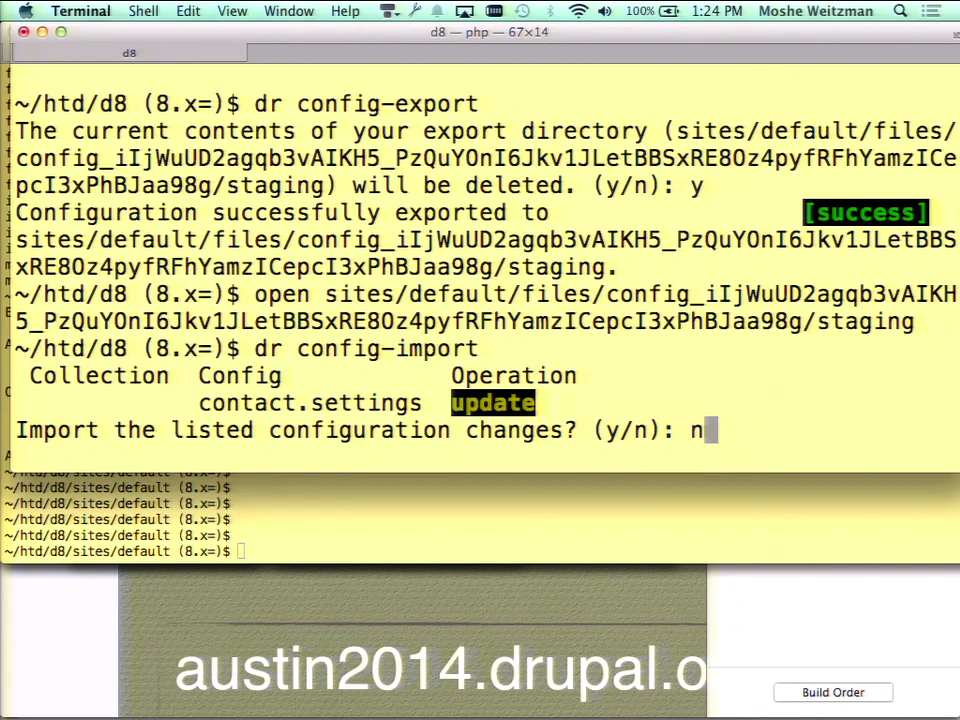 Terminal Shell Edit View Window Help 100% 1:24 PM Moshe Weitzman
d8 — php — 67×14
d8
~/htd/d8 (8.x=)$ dr config-export
The current contents of your export directory (sites/default/files/
config_iIjWuUD2agqb3vAIKH5_PzQuYOnI6Jkv1JLetBBSxRE8Oz4pyfRFhYamzICe
pcI3xPhBJaa98g/staging) will be deleted. (y/n): y
Configuration successfully exported to [success]
sites/default/files/config_iIjWuUD2agqb3vAIKH5_PzQuYOnI6Jkv1JLetBBS
xRE8Oz4pyfRFhYamzICepcI3xPhBJaa98g/staging.
~/htd/d8 (8.x=)$ open sites/default/files/config_iIjWuUD2agqb3vAIKH
5_PzQuYOnI6Jkv1JLetBBSxRE8Oz4pyfRFhYamzICepcI3xPhBJaa98g/staging
~/htd/d8 (8.x=)$ dr config-import
Collection Config Operation
contact.settings update
Import the listed configuration changes? (y/n): n
~/htd/d8/sites/default (8.x=)$
~/htd/d8/sites/default (8.x=)$
~/htd/d8/sites/default (8.x=)$
~/htd/d8/sites/default (8.x=)$
~/htd/d8/sites/default (8.x=)$
~/htd/d8/sites/default (8.x=)$
austin2014.drupal.o
Build Order